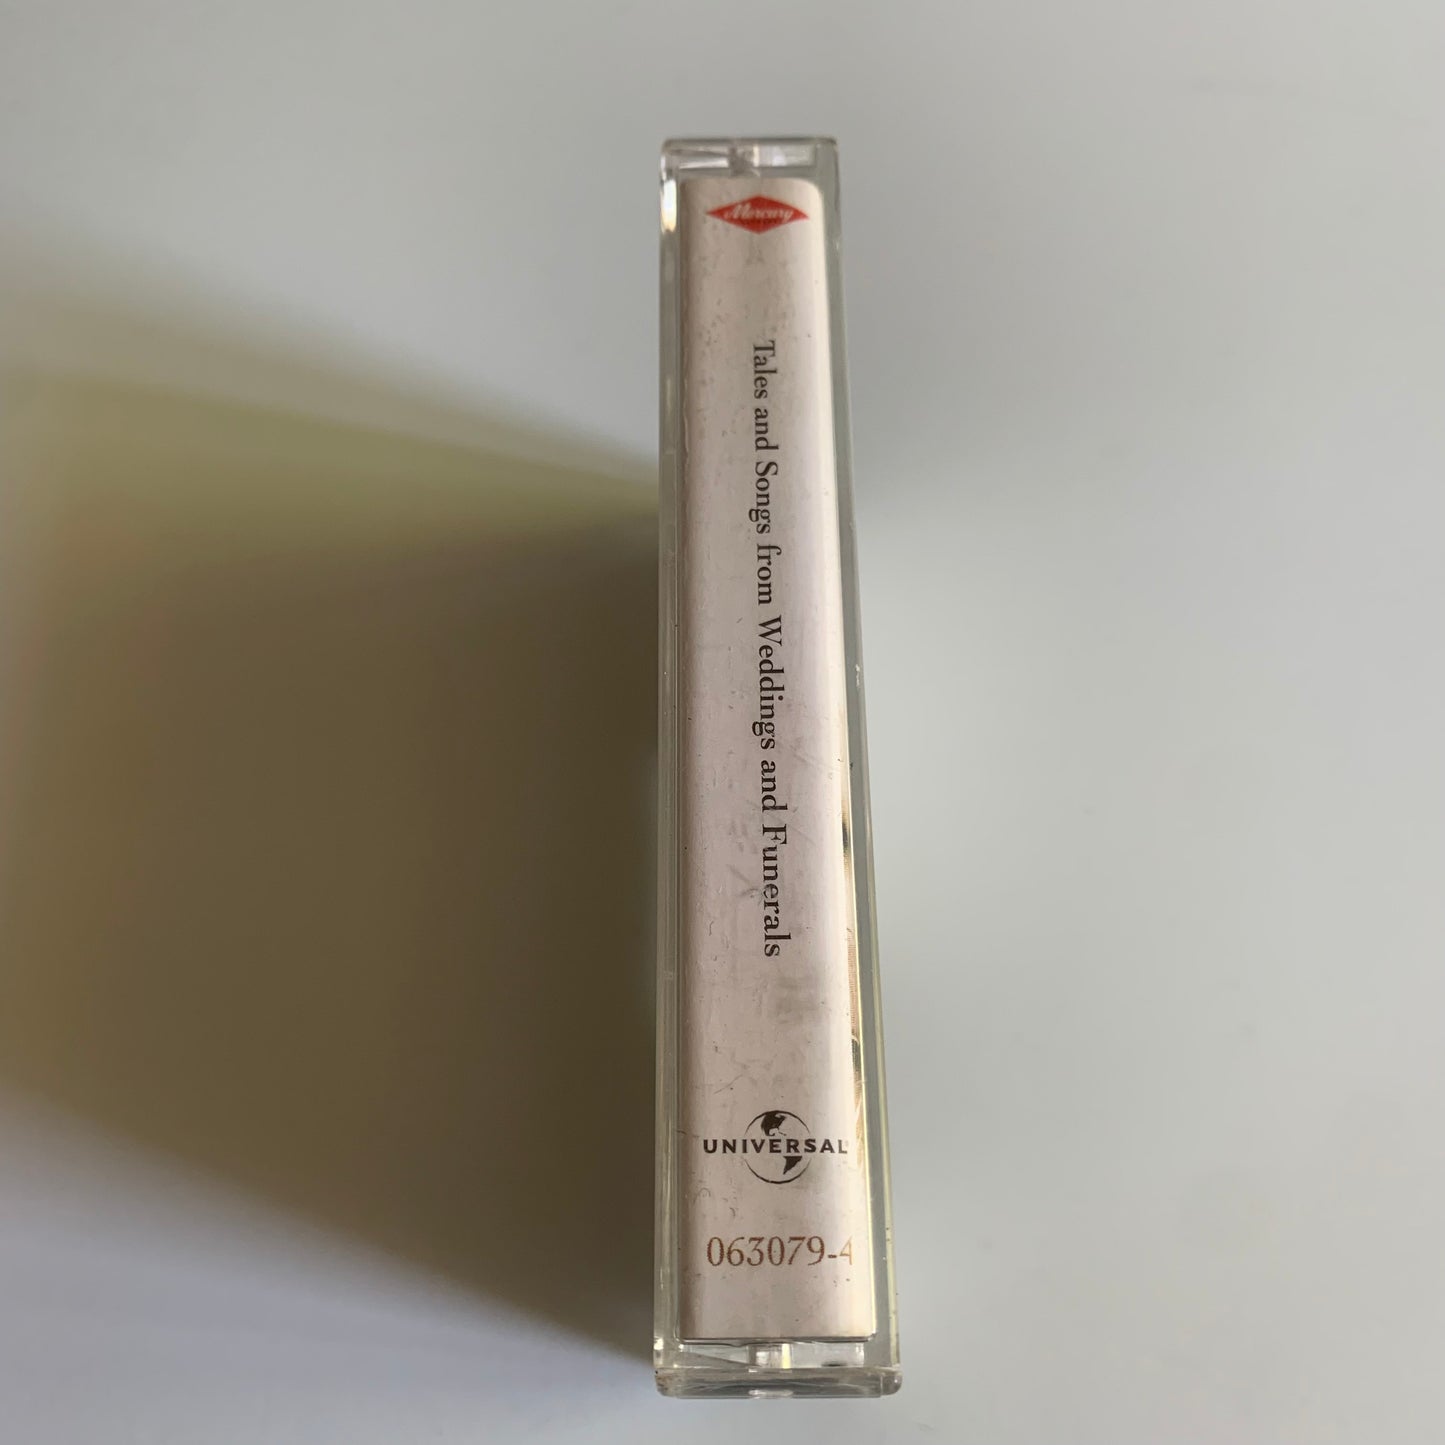 Mercury
Tales and Songs from Weddings and Funerals
UNIVERSAL
063079-4